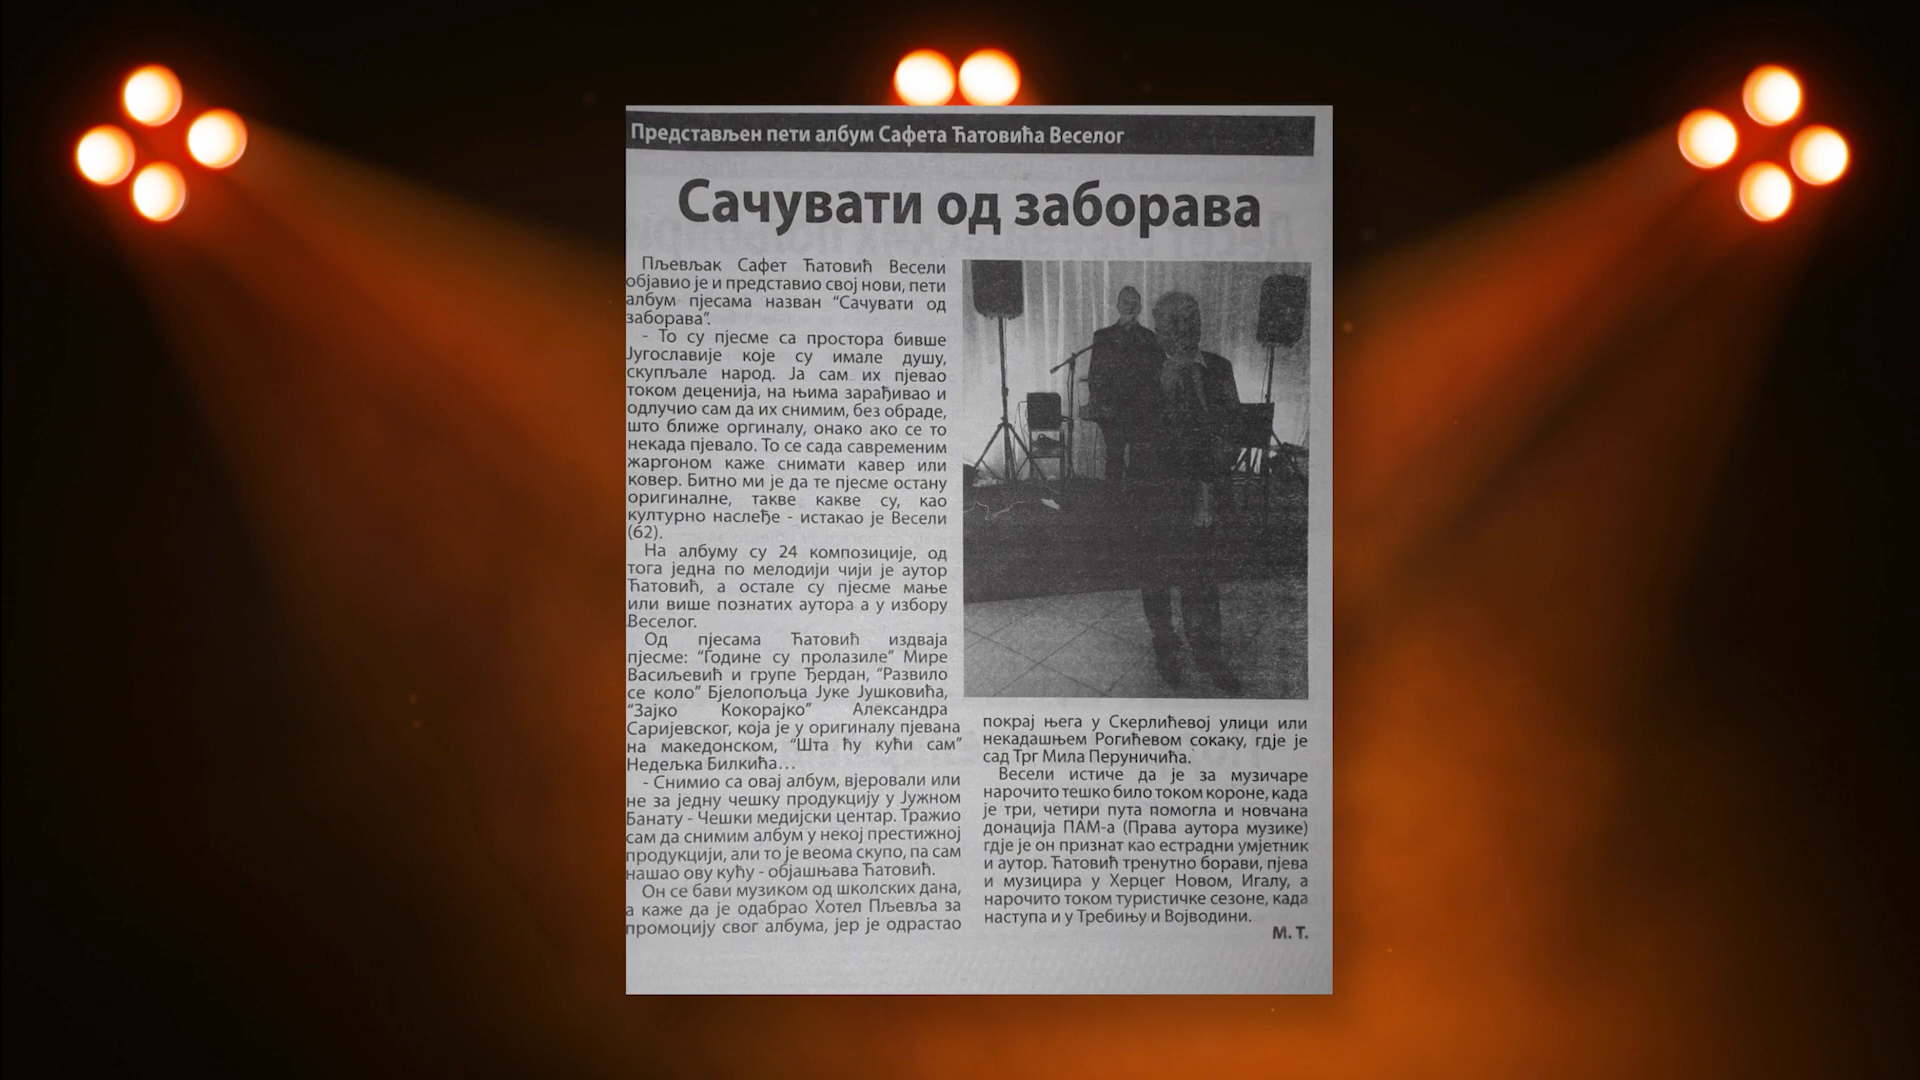 Представљен пети албум Сафета Ћатовића Веселог
Сачувати од заборава
Пљевљак Сафет Ћатовић Весели
објавио је и представио свој нови, пети
албум пјесама назван “Сачувати од
заборава”.
- То су пјесме са простора бивше
Југославије које су имале душу,
скупљале народ. Ја сам их пјевао
током деценија, на њима зарађивао и
одлучио сам да их снимим, без обраде,
што ближе оргиналу, онако ако се то
некада пјевало. То се сада савременим
жаргоном каже снимати кавер или
ковер. Битно ми је да те пјесме остану
оригиналне, такве какве су, као
културно наслеђе - истакао је Весели
(62).
На албуму су 24 композиције, од
тога једна по мелодији чији је аутор
Ћатовић, а остале су пјесме мање
или више познатих аутора а у избору
Веселог.
Од пјесама Ћатовић издваја
пјесме: “Године су пролазиле” Мире
Васиљевић и групе Ђердан, “Развило
се коло” Бјелопољца Јуке Јушковића,
“Зајко Кокорајко” Александра
Саријевског, која је у оригиналу пјевана
на македонском, “Шта ћу кући сам”
Недељка Билкића...
- Снимио са овај албум, вјеровали или
не за једну чешку продукцију у Јужном
Банату - Чешки медијски центар. Тражио
сам да снимим албум у некој престижној
продукцији, али то је веома скупо, па сам
нашао ову кућу - објашњава Ћатовић.
Он се бави музиком од школских дана,
а каже да је одабрао Хотел Пљевља за
промоцију свог албума, јер је одрастао
покрај њега у Скерлићевој улици или
некадашњем Рогићевом сокаку, гдје је
сад Трг Мила Перуничића.
Весели истиче да је за музичаре
нарочито тешко било током короне, када
је три, четири пута помогла и новчана
донација ПАМ-а (Права аутора музике)
гдје је он признат као естрадни умјетник
и аутор. Ћатовић тренутно борави, пјева
и музицира у Херцег Новом, Игалу, а
нарочито током туристичке сезоне, када
наступа и у Требињу и Војводини.
М. Т.